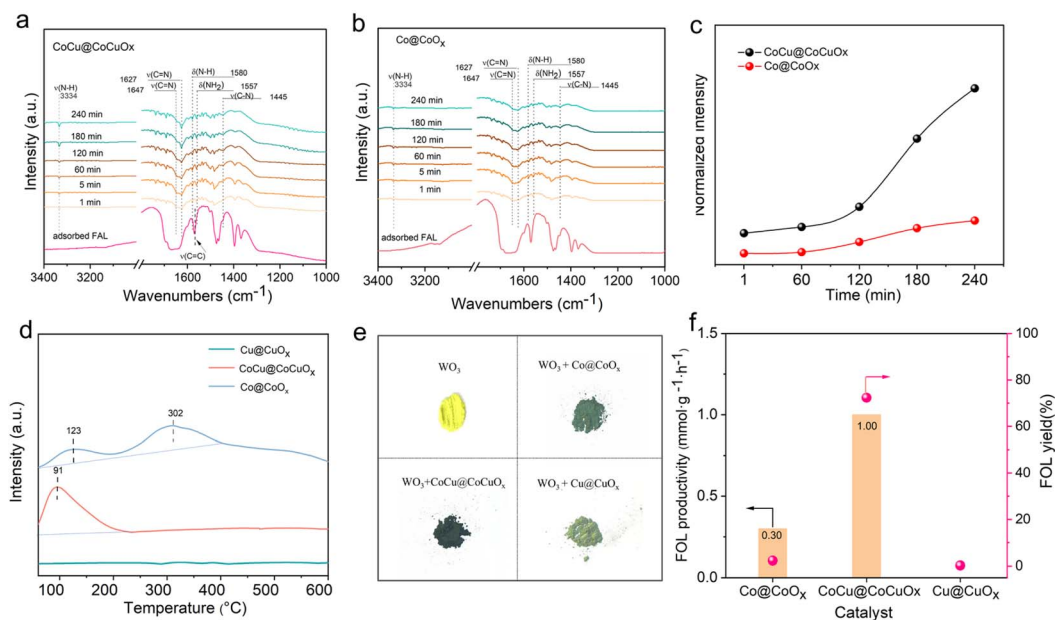 a
CoCu@CoCuOx
ν(N-H)
3334
1627
1647
ν(C=N)
ν(C=N)
δ(N-H)
1580
δ(NH2)
1557
ν(C-N)
1445
240 min
180 min
120 min
60 min
5 min
1 min
adsorbed FAL
ν(C=C)
Intensity (a.u.)
3400 3200 1800 1600 1400 1200 1000
Wavenumbers (cm-1)
b
Co@CoOx
ν(N-H)
3334
1627
1647
ν(C=N)
ν(C=N)
δ(N-H)
1580
δ(NH2)
1557
ν(C-N)
1445
240 min
180 min
120 min
60 min
5 min
1 min
adsorbed FAL
Intensity (a.u.)
3400 3200 1800 1600 1400 1200 1000
Wavenumbers (cm-1)
c
CoCu@CoCuOx
Co@CoOx
Normalized intensity
1 60 120 180 240
Time (min)
d
Cu@CuOx
CoCu@CoCuOx
Co@CoOx
123
302
91
Intensity (a.u.)
100 200 300 400 500 600
Temperature (°C)
e
WO3
WO3 + Co@CoOx
WO3+CoCu@CoCuOx
WO3 + Cu@CuOx
f
FOL productivity (mmol·g-1·h-1)
1.5
1.0
0.5
0.0
0.30
1.00
100
80
60
40
20
0
FOL yield(%)
Co@CoOx CoCu@CoCuOx Cu@CuOx
Catalyst